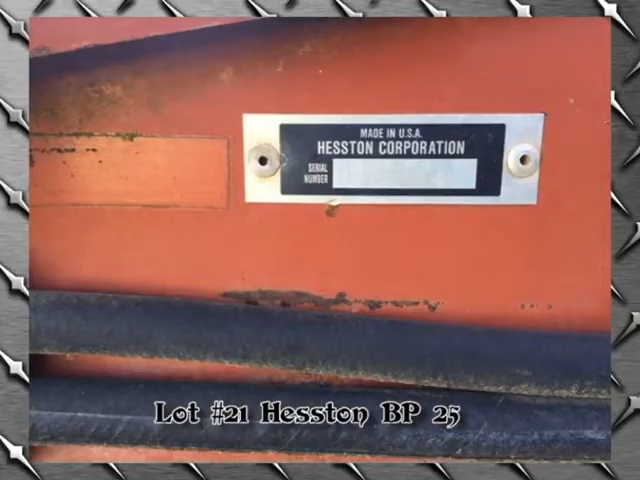 MADE IN U.S.A.
HESSTON CORPORATION
SERIAL
NUMBER
Lot #21 Hesston BP 25